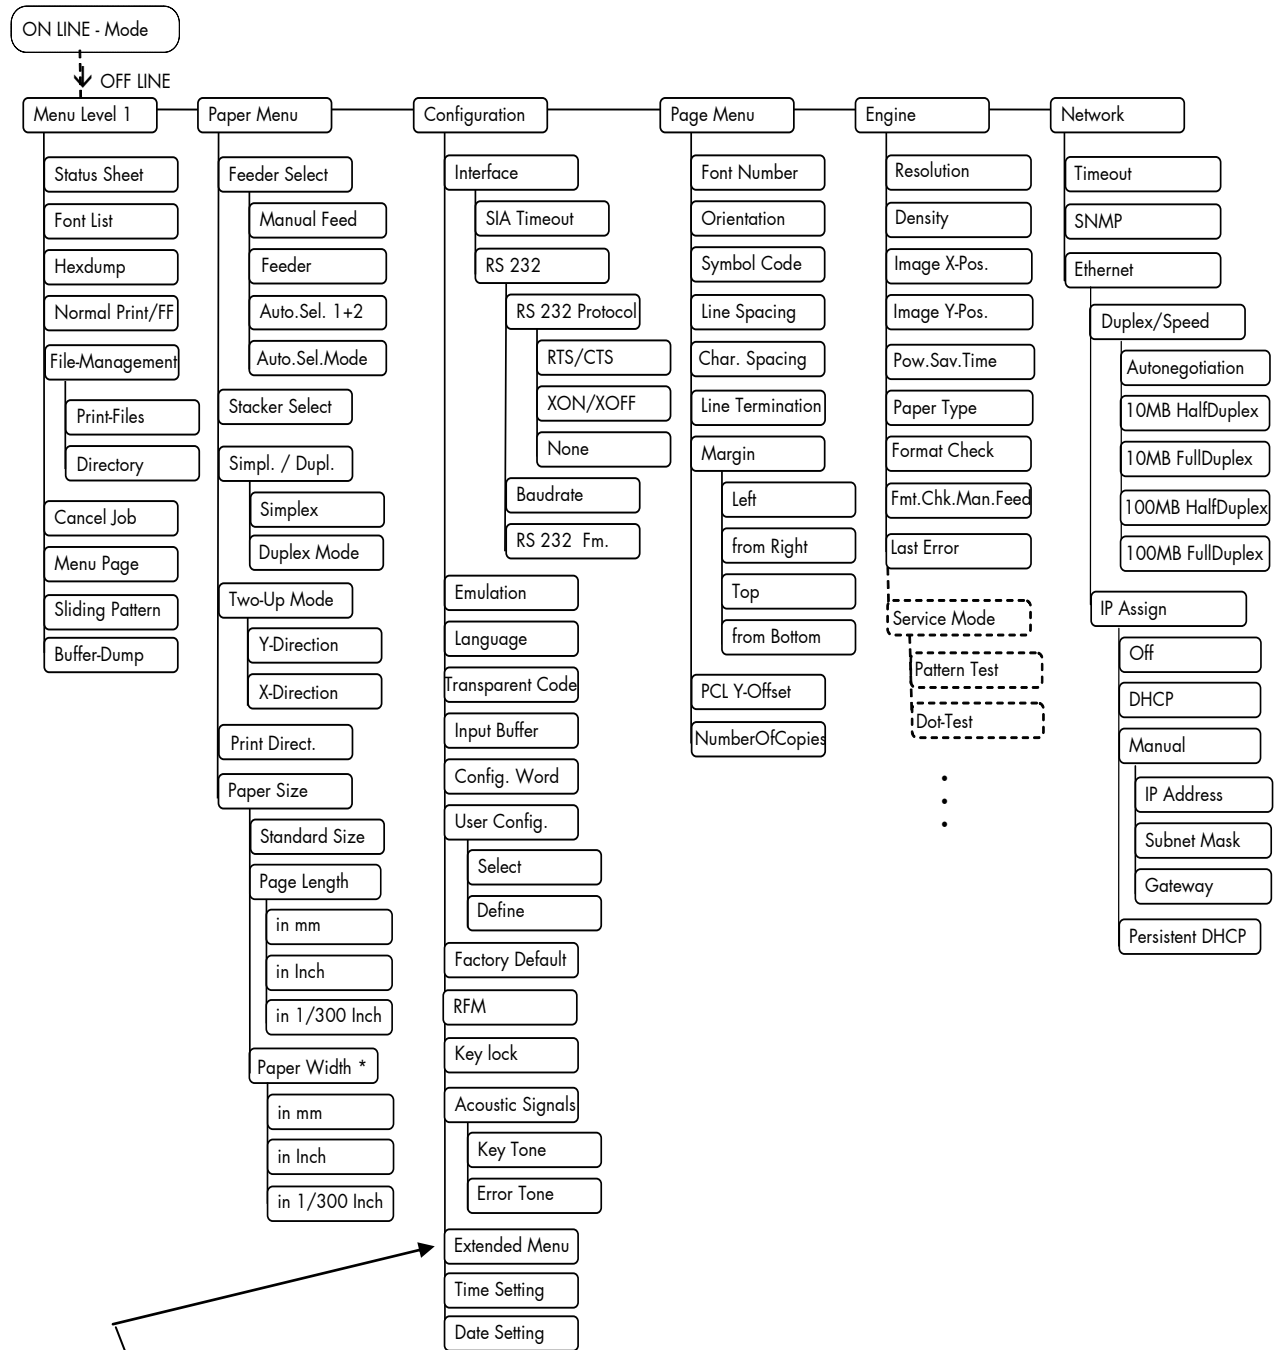 ON LINE - Mode
OFF LINE
Menu Level 1
Status Sheet
Font List
Hexdump
Normal Print/FF
File-Management
Print-Files
Directory
Cancel Job
Menu Page
Sliding Pattern
Buffer-Dump
Paper Menu
Feeder Select
Manual Feed
Feeder
Auto.Sel. 1+2
Auto.Sel.Mode
Stacker Select
Simpl. / Dupl.
Simplex
Duplex Mode
Two-Up Mode
Y-Direction
X-Direction
Print Direct.
Paper Size
Standard Size
Page Length
in mm
in Inch
in 1/300 Inch
Paper Width *
in mm
in Inch
in 1/300 Inch
Configuration
Interface
SIA Timeout
RS 232
RS 232 Protocol
RTS/CTS
XON/XOFF
None
Baudrate
RS 232 Fm.
Emulation
Language
Transparent Code
Input Buffer
Config. Word
User Config.
Select
Define
Factory Default
RFM
Key lock
Acoustic Signals
Key Tone
Error Tone
Extended Menu
Time Setting
Date Setting
Page Menu
Font Number
Orientation
Symbol Code
Line Spacing
Char. Spacing
Line Termination
Margin
Left
from Right
Top
from Bottom
PCL Y-Offset
NumberOfCopies
Engine
Resolution
Density
Image X-Pos.
Image Y-Pos.
Pow.Sav.Time
Paper Type
Format Check
Fmt.Chk.Man.Feed
Last Error
Service Mode
Pattern Test
Dot-Test
Network
Timeout
SNMP
Ethernet
Duplex/Speed
Autonegotiation
10MB HalfDuplex
10MB FullDuplex
100MB HalfDuplex
100MB FullDuplex
IP Assign
Off
DHCP
Manual
IP Address
Subnet Mask
Gateway
Persistent DHCP